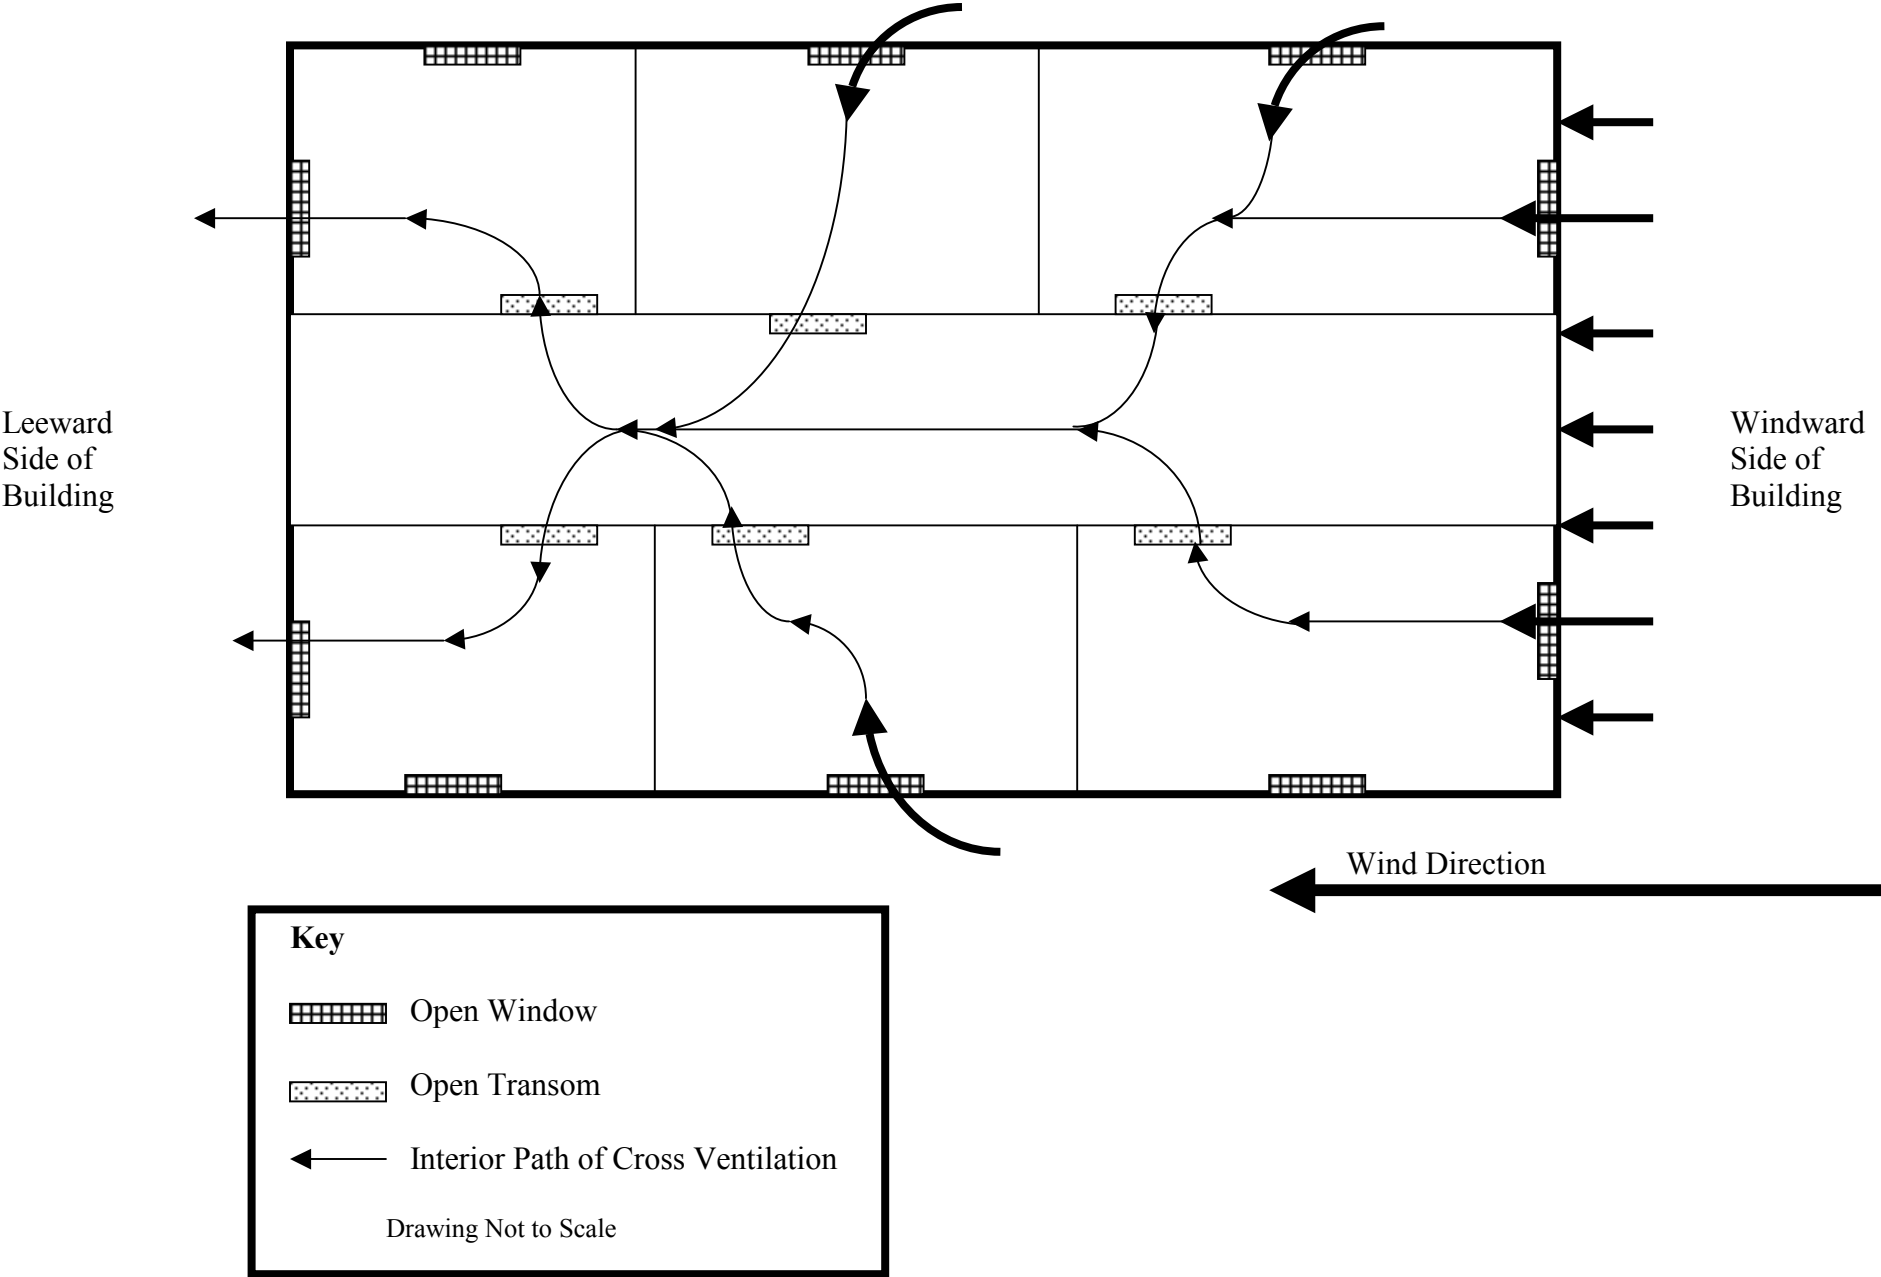 Leeward
Side of
Building
Windward
Side of
Building
Wind Direction
Key
Open Window
Open Transom
Interior Path of Cross Ventilation
Drawing Not to Scale